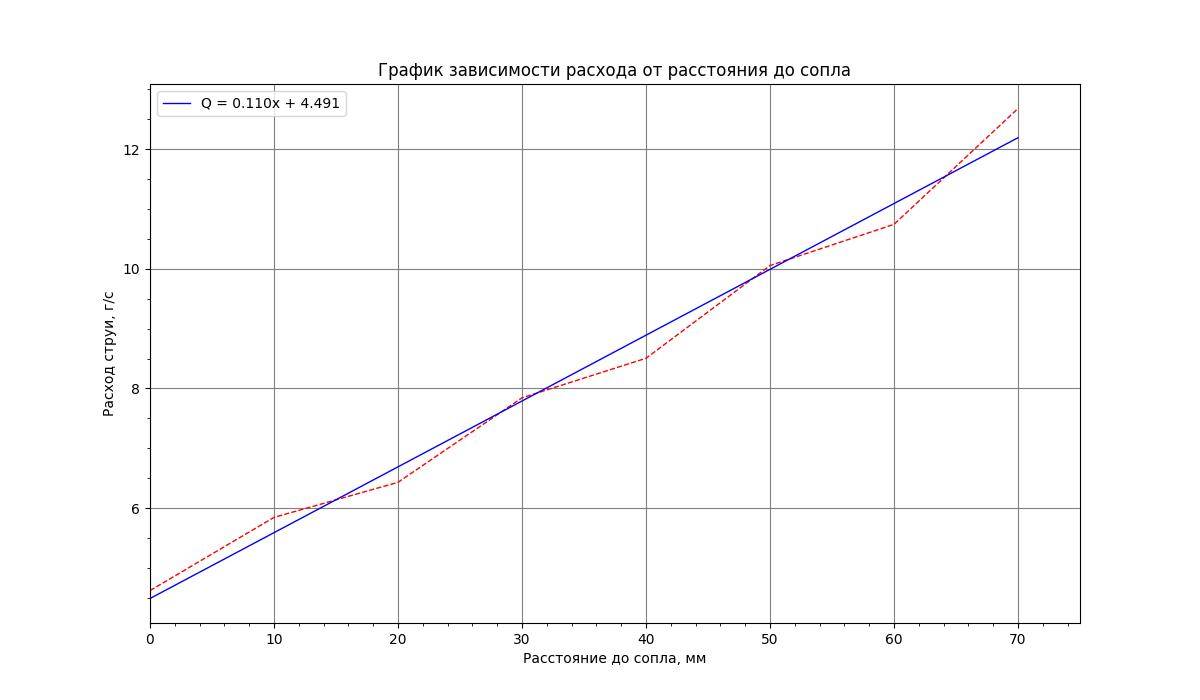 График зависимости расхода от расстояния до сопла
Q = 0.110x + 4.491
12
10
8
6
Расход струи, г/с
0 10 20 30 40 50 60 70
Расстояние до сопла, мм